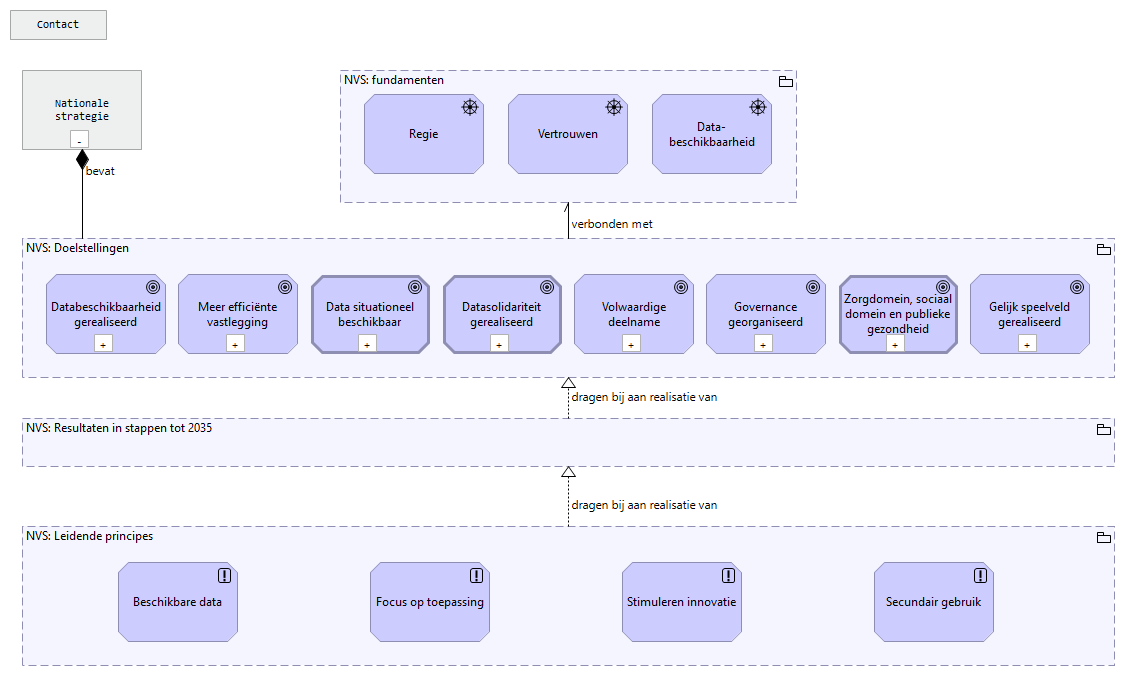 Contact
Nationale
strategie
-
bevat
NVS: fundamenten
Regie
Vertrouwen
Data-
beschikbaarheid
verbonden met
NVS: Doelstellingen
Databeschikbaarheid
gerealiseerd
+
Meer efficiënte
vastlegging
+
Data situationeel
beschikbaar
+
Datasolidariteit
gerealiseerd
+
Volwaardige
deelname
+
Governance
georganiseerd
+
Zorgdomein, sociaal
domein en publieke
gezondheid
+
Gelijk speelveld
gerealiseerd
+
dragen bij aan realisatie van
NVS: Resultaten in stappen tot 2035
dragen bij aan realisatie van
NVS: Leidende principes
Beschikbare data
Focus op toepassing
Stimuleren innovatie
Secundair gebruik